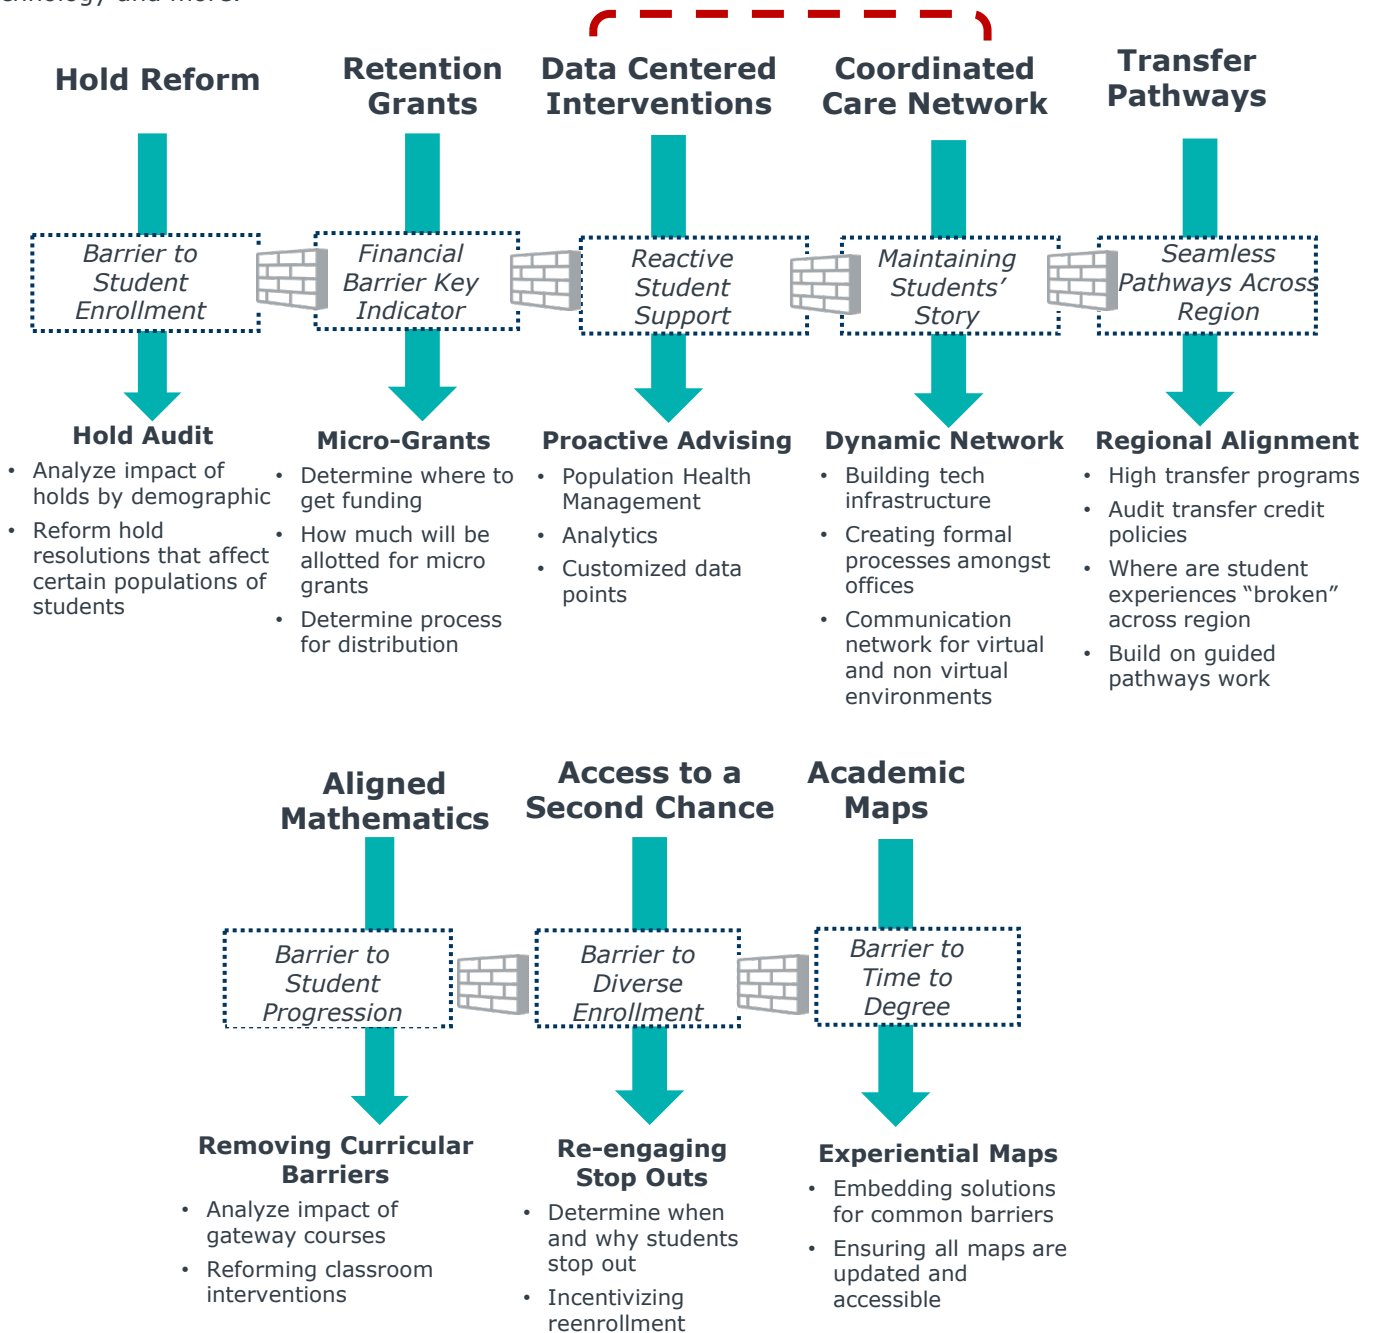 Hold Reform
Retention
Grants
Data Centered
Interventions
Coordinated
Care Network
Transfer
Pathways
Barrier to
Student
Enrollment
Financial
Barrier Key
Indicator
Reactive
Student
Support
Maintaining
Students’
Story
Seamless
Pathways Across
Region
Hold Audit
• Analyze impact of
holds by demographic
• Reform hold
resolutions that affect
certain populations of
students
Micro-Grants
• Determine where to
get funding
• How much will be
allotted for micro
grants
• Determine process
for distribution
Proactive Advising
• Population Health
Management
• Analytics
• Customized data
points
Dynamic Network
• Building tech
infrastructure
• Creating formal
processes amongst
offices
• Communication
network for virtual
and non virtual
environments
Regional Alignment
• High transfer programs
• Audit transfer credit
policies
• Where are student
experiences “broken”
across region
• Build on guided
pathways work
Aligned
Mathematics
Access to a
Second Chance
Academic
Maps
Barrier to
Student
Progression
Barrier to
Diverse
Enrollment
Barrier to
Time to
Degree
Removing Curricular
Barriers
• Analyze impact of
gateway courses
• Reforming classroom
interventions
Re-engaging
Stop Outs
• Determine when
and why students
stop out
• Incentivizing
reenrollment
Experiential Maps
• Embedding solutions
for common barriers
• Ensuring all maps are
updated and
accessible